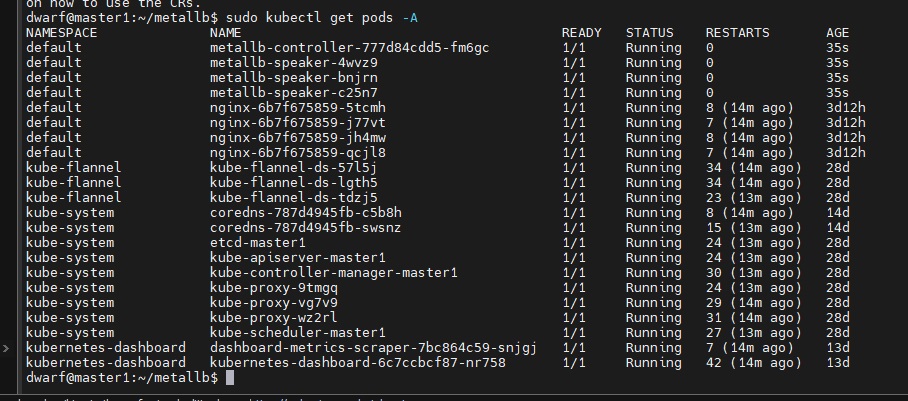 on how to use the CRs.
dwarf@master1:~/metallb$ sudo kubectl get pods -A
NAMESPACE NAME READY STATUS RESTARTS AGE
default metallb-controller-777d84cdd5-fm6gc 1/1 Running 0 35s
default metallb-speaker-4wvz9 1/1 Running 0 35s
default metallb-speaker-bnjrn 1/1 Running 0 35s
default metallb-speaker-c25n7 1/1 Running 0 35s
default nginx-6b7f675859-5tcmh 1/1 Running 8 (14m ago) 3d12h
default nginx-6b7f675859-j77vt 1/1 Running 7 (14m ago) 3d12h
default nginx-6b7f675859-jh4mw 1/1 Running 8 (14m ago) 3d12h
default nginx-6b7f675859-qcjl8 1/1 Running 7 (14m ago) 3d12h
kube-flannel kube-flannel-ds-57l5j 1/1 Running 34 (14m ago) 28d
kube-flannel kube-flannel-ds-lgth5 1/1 Running 34 (14m ago) 28d
kube-flannel kube-flannel-ds-tdzj5 1/1 Running 23 (13m ago) 28d
kube-system coredns-787d4945fb-c5b8h 1/1 Running 8 (14m ago) 14d
kube-system coredns-787d4945fb-swsnz 1/1 Running 15 (13m ago) 14d
kube-system etcd-master1 1/1 Running 24 (13m ago) 28d
kube-system kube-apiserver-master1 1/1 Running 24 (13m ago) 28d
kube-system kube-controller-manager-master1 1/1 Running 30 (13m ago) 28d
kube-system kube-proxy-9tmgq 1/1 Running 24 (13m ago) 28d
kube-system kube-proxy-vg7v9 1/1 Running 29 (14m ago) 28d
kube-system kube-proxy-wz2rl 1/1 Running 31 (14m ago) 28d
kube-system kube-scheduler-master1 1/1 Running 27 (13m ago) 28d
kubernetes-dashboard dashboard-metrics-scraper-7bc864c59-snjgj 1/1 Running 7 (14m ago) 13d
kubernetes-dashboard kubernetes-dashboard-6c7ccbcf87-nr758 1/1 Running 42 (14m ago) 13d
dwarf@master1:~/metallb$